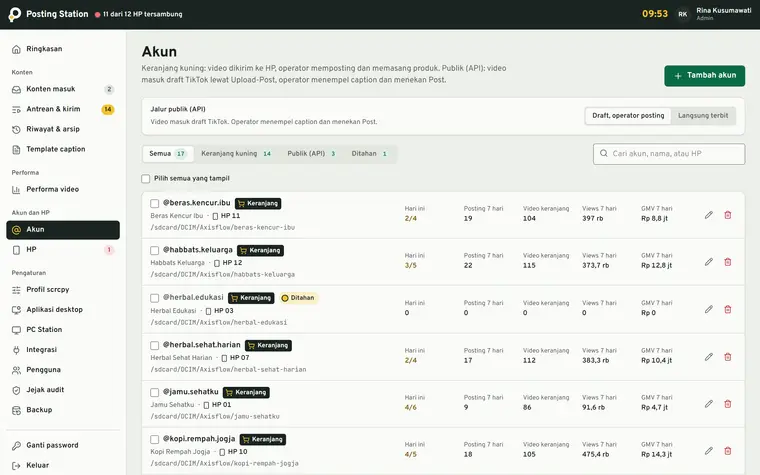 Posting Station
11 dari 12 HP tersambung
09:53
RK
Rina Kusumawati
Admin
Ringkasan
Konten
Konten masuk 2
Antrean & kirim 14
Riwayat & arsip
Template caption
Performa
Performa video
Akun dan HP
Akun
HP 1
Pengaturan
Profil scrcpy
Aplikasi desktop
PC Station
Integrasi
Pengguna
Jejak audit
Backup
Ganti password
Keluar
Akun
Keranjang kuning: video dikirim ke HP, operator memposting dan memasang produk. Publik (API): video
masuk draft TikTok lewat Upload-Post, operator menempel caption dan menekan Post.
Tambah akun
Jalur publik (API)
Video masuk draft TikTok. Operator menempel caption dan menekan Post.
Draft, operator posting
Langsung terbit
Semua 17
Keranjang kuning 14
Publik (API) 3
Ditahan 1
Cari akun, nama, atau HP
Pilih semua yang tampil
@beras.kencur.ibu Keranjang
Beras Kencur Ibu · HP 11
/sdcard/DCIM/Axisflow/beras-kencur-ibu
Hari ini Posting 7 hari Video keranjang Views 7 hari GMV 7 hari
2/4 19 104 397 rb Rp 8,8 jt
@habbats.keluarga Keranjang
Habbats Keluarga · HP 12
/sdcard/DCIM/Axisflow/habbats-keluarga
Hari ini Posting 7 hari Video keranjang Views 7 hari GMV 7 hari
3/5 22 115 373,7 rb Rp 12,8 jt
@herbal.edukasi Keranjang Ditahan
Herbal Edukasi · HP 03
/sdcard/DCIM/Axisflow/herbal-edukasi
Hari ini Posting 7 hari Video keranjang Views 7 hari GMV 7 hari
0 0 0 0 Rp 0
@herbal.sehat.harian Keranjang
Herbal Sehat Harian · HP 07
/sdcard/DCIM/Axisflow/herbal-sehat-harian
Hari ini Posting 7 hari Video keranjang Views 7 hari GMV 7 hari
2/4 17 112 383,3 rb Rp 10,4 jt
@jamu.sehatku Keranjang
Jamu Sehatku · HP 01
/sdcard/DCIM/Axisflow/jamu-sehatku
Hari ini Posting 7 hari Video keranjang Views 7 hari GMV 7 hari
4/6 9 86 91,6 rb Rp 4,7 jt
@kopi.rempah.jogja Keranjang
Kopi Rempah Jogja · HP 10
/sdcard/DCIM/Axisflow/kopi-rempah-jogja
Hari ini Posting 7 hari Video keranjang Views 7 hari GMV 7 hari
4/5 18 105 475,4 rb Rp 14,3 jt